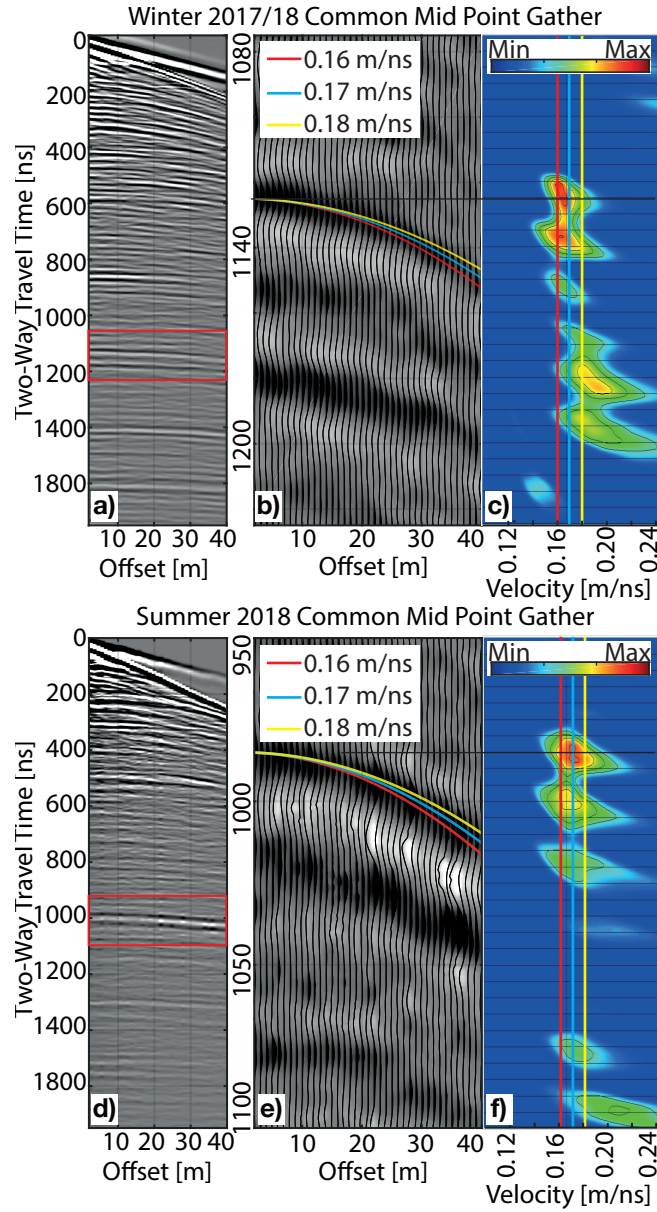 Winter 2017/18 Common Mid Point Gather
Two-Way Travel Time [ns]
0
200
400
600
800
1000
1200
1400
1600
1800
a)
10 20 30 40
Offset [m]
1080
1140
1200
0.16 m/ns
0.17 m/ns
0.18 m/ns
b)
10 20 30 40
Offset [m]
Min Max
c)
0.12 0.16 0.20 0.24
Velocity [m/ns]
Summer 2018 Common Mid Point Gather
Two-Way Travel Time [ns]
0
200
400
600
800
1000
1200
1400
1600
1800
d)
10 20 30 40
Offset [m]
950
1000
1050
1100
0.16 m/ns
0.17 m/ns
0.18 m/ns
e)
10 20 30 40
Offset [m]
Min Max
f)
0.12 0.16 0.20 0.24
Velocity [m/ns]